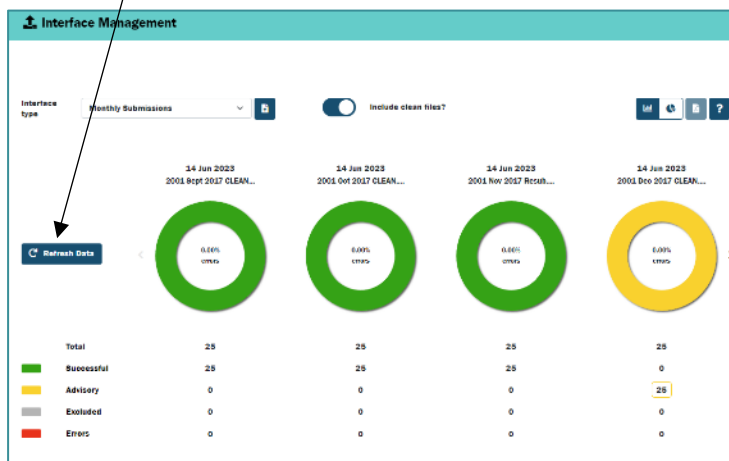 Interface Management
Interface type
Monthly Submissions
Include clean files?
?
14 Jun 2023 14 Jun 2023 14 Jun 2023 14 Jun 2023
2001 Sept 2017 CLEAN... 2001 Oct 2017 CLEAN.... 2001 Nov 2017 Result.... 2001 Dec 2017 CLEAN....
Refresh Data
0.00% errors
0.00% errors
0.00% errors
0.00% errors
Total 25 25 25 25
Successful 25 25 25 0
Advisory 0 0 0 25
Excluded 0 0 0 0
Errors 0 0 0 0